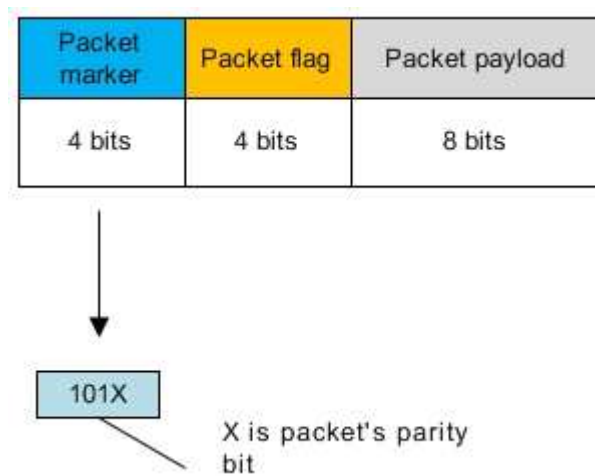 Packet
marker
Packet flag
Packet payload
4 bits
4 bits
8 bits
101X
X is packet's parity
bit